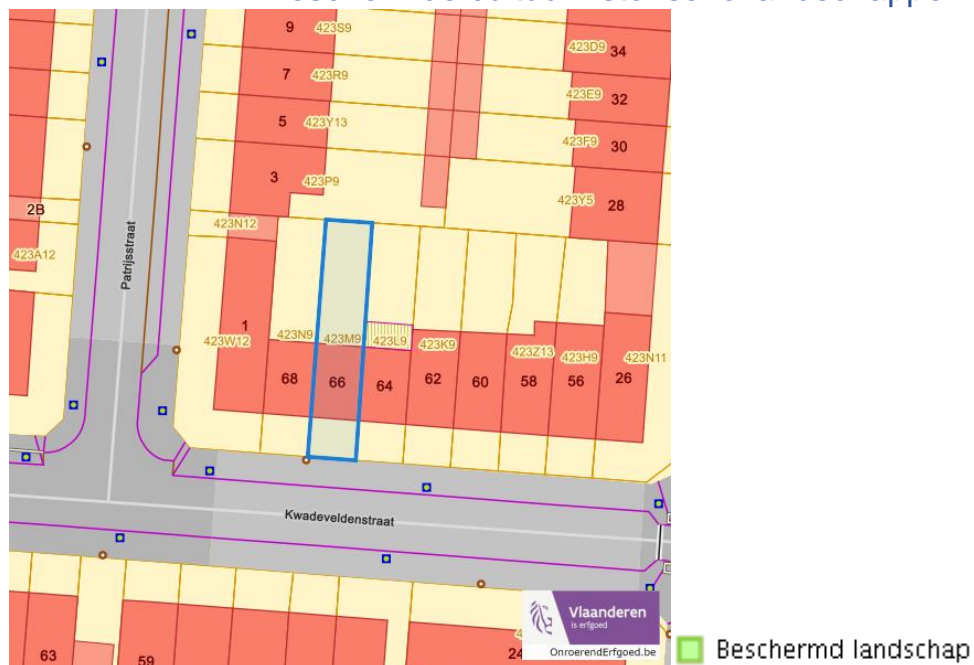 9 423S9
423D9 34
7 423R9
423E9 32
5 423Y13
423F9 30
3 423P9
423Y5 28
2B
423N12
423A12
Patrijsstraat
1
423W12
423N9 423M9 423L9 423K9
423Z13 423H9 423N11
68 66 64 62 60 58 56 26
Kwadeveldenstraat
63
59
24
Vlaanderen
is erfgoed
OnroerendErfgoed.be
Beschermd landschap